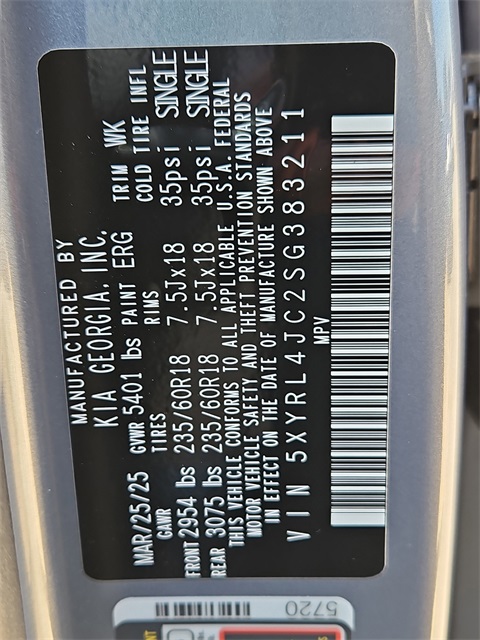 MANUFACTURED BY
KIA GEORGIA, INC.
MAR/25/25 GVWR 5401 lbs PAINT ERG TRIM WK
GAWR TIRES RIMS COLD TIRE INFL
FRONT 2954 lbs 235/60R18 7.5Jx18 35psi SINGLE
REAR 3075 lbs 235/60R18 7.5Jx18 35psi SINGLE
THIS VEHICLE CONFORMS TO ALL APPLICABLE U.S.A. FEDERAL
MOTOR VEHICLE SAFETY AND THEFT PREVENTION STANDARDS
IN EFFECT ON THE DATE OF MANUFACTURE SHOWN ABOVE
VIN 5XYRL4JC2SG383211
MPV
5720